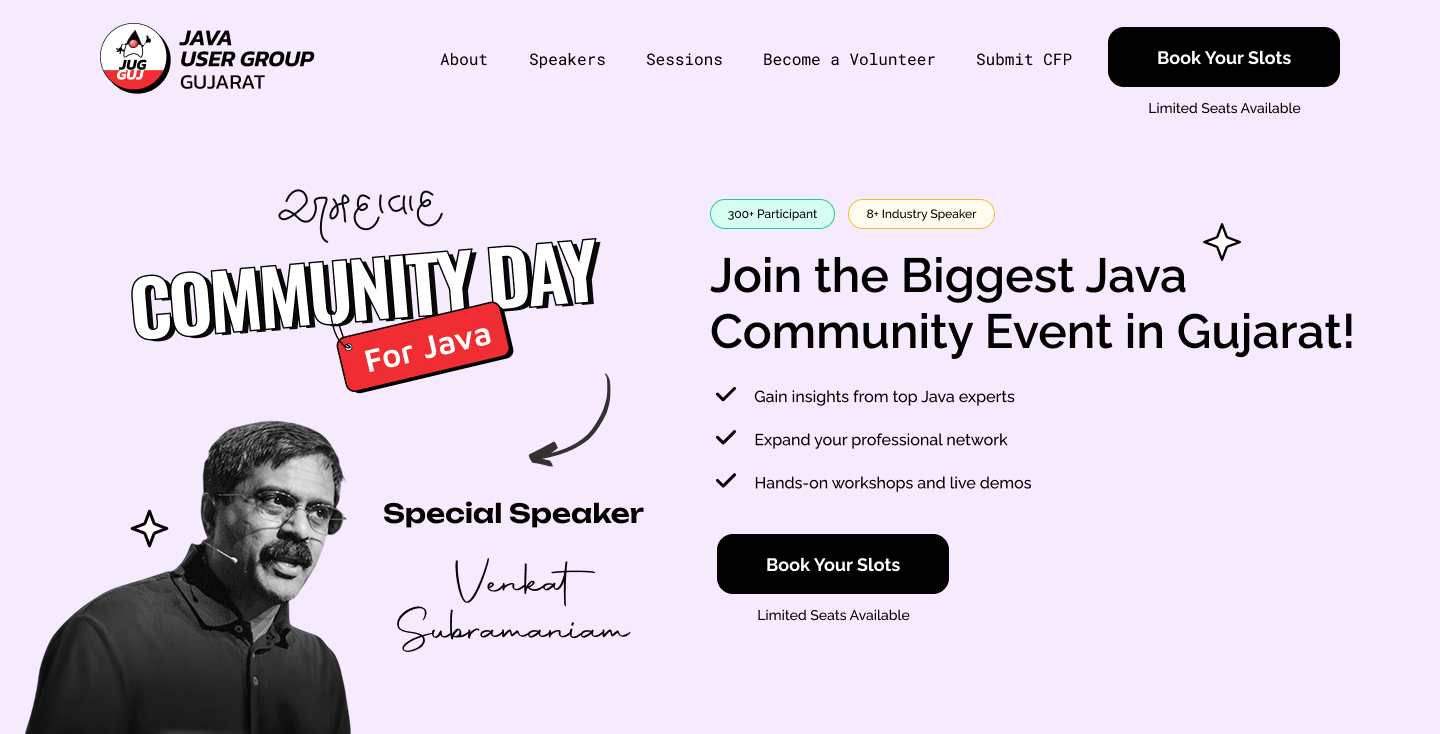 JUG
GUJ
JAVA
USER GROUP
GUJARAT
About
Speakers
Sessions
Become a Volunteer
Submit CFP
Book Your Slots
Limited Seats Available
અમદાવાદ
COMMUNITY DAY
For Java
Special Speaker
Venkat
Subramaniam
300+ Participant
8+ Industry Speaker
Join the Biggest Java
Community Event in Gujarat!
Gain insights from top Java experts
Expand your professional network
Hands-on workshops and live demos
Book Your Slots
Limited Seats Available